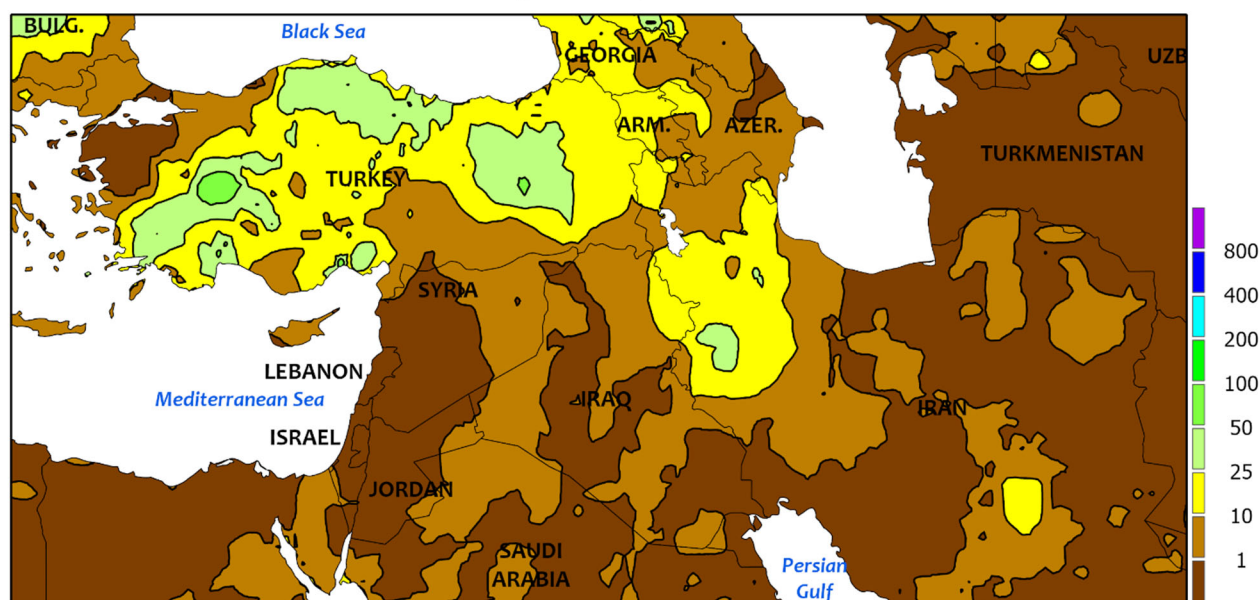 BULG.
Black Sea
GEORGIA
UZB
ARM.
AZER.
TURKMENISTAN
TURKEY
SYRIA
LEBANON
Mediterranean Sea
IRAQ
IRAN
ISRAEL
JORDAN
SAUDI
ARABIA
Persian
Gulf
800
400
200
100
50
25
10
1